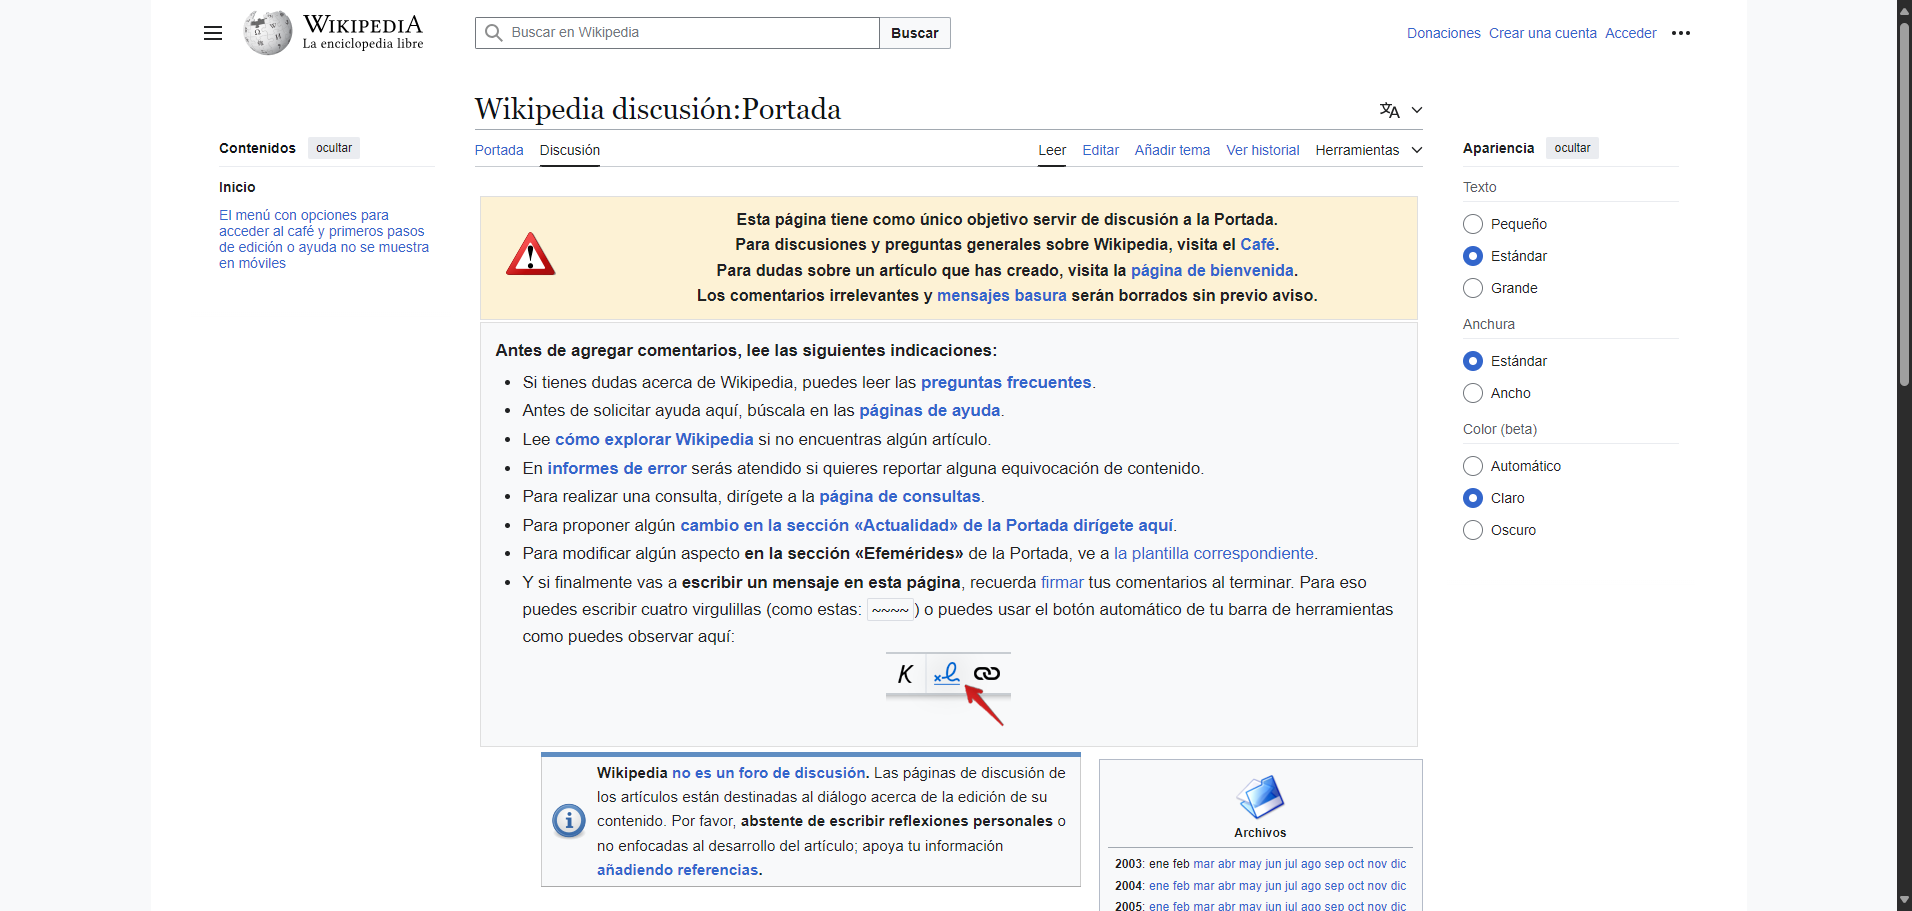 WIKIPEDIA
La enciclopedia libre
Buscar en Wikipedia
Buscar
Donaciones Crear una cuenta Acceder
Wikipedia discusión:Portada
Portada Discusión
Leer Editar Añadir tema Ver historial Herramientas
Contenidos ocultar
Inicio
El menú con opciones para
acceder al café y primeros pasos
de edición o ayuda no se muestra
en móviles
Esta página tiene como único objetivo servir de discusión a la Portada.
Para discusiones y preguntas generales sobre Wikipedia, visita el Café.
Para dudas sobre un artículo que has creado, visita la página de bienvenida.
Los comentarios irrelevantes y mensajes basura serán borrados sin previo aviso.
Antes de agregar comentarios, lee las siguientes indicaciones:
• Si tienes dudas acerca de Wikipedia, puedes leer las preguntas frecuentes.
• Antes de solicitar ayuda aquí, búscala en las páginas de ayuda.
• Lee cómo explorar Wikipedia si no encuentras algún artículo.
• En informes de error serás atendido si quieres reportar alguna equivocación de contenido.
• Para realizar una consulta, dirígete a la página de consultas.
• Para proponer algún cambio en la sección «Actualidad» de la Portada dirígete aquí.
• Para modificar algún aspecto en la sección «Efemérides» de la Portada, ve a la plantilla correspondiente.
• Y si finalmente vas a escribir un mensaje en esta página, recuerda firmar tus comentarios al terminar. Para eso
puedes escribir cuatro virgulillas (como estas: ~~~~) o puedes usar el botón automático de tu barra de herramientas
como puedes observar aquí:
K
Wikipedia no es un foro de discusión. Las páginas de discusión de
los artículos están destinadas al diálogo acerca de la edición de su
contenido. Por favor, abstente de escribir reflexiones personales o
no enfocadas al desarrollo del artículo; apoya tu información
añadiendo referencias.
Archivos
2003: ene feb mar abr may jun jul ago sep oct nov dic
2004: ene feb mar abr may jun jul ago sep oct nov dic
2005: ene feb mar abr may jun jul ago sep oct nov dic
Apariencia ocultar
Texto
Pequeño
Estándar
Grande
Anchura
Estándar
Ancho
Color (beta)
Automático
Claro
Oscuro